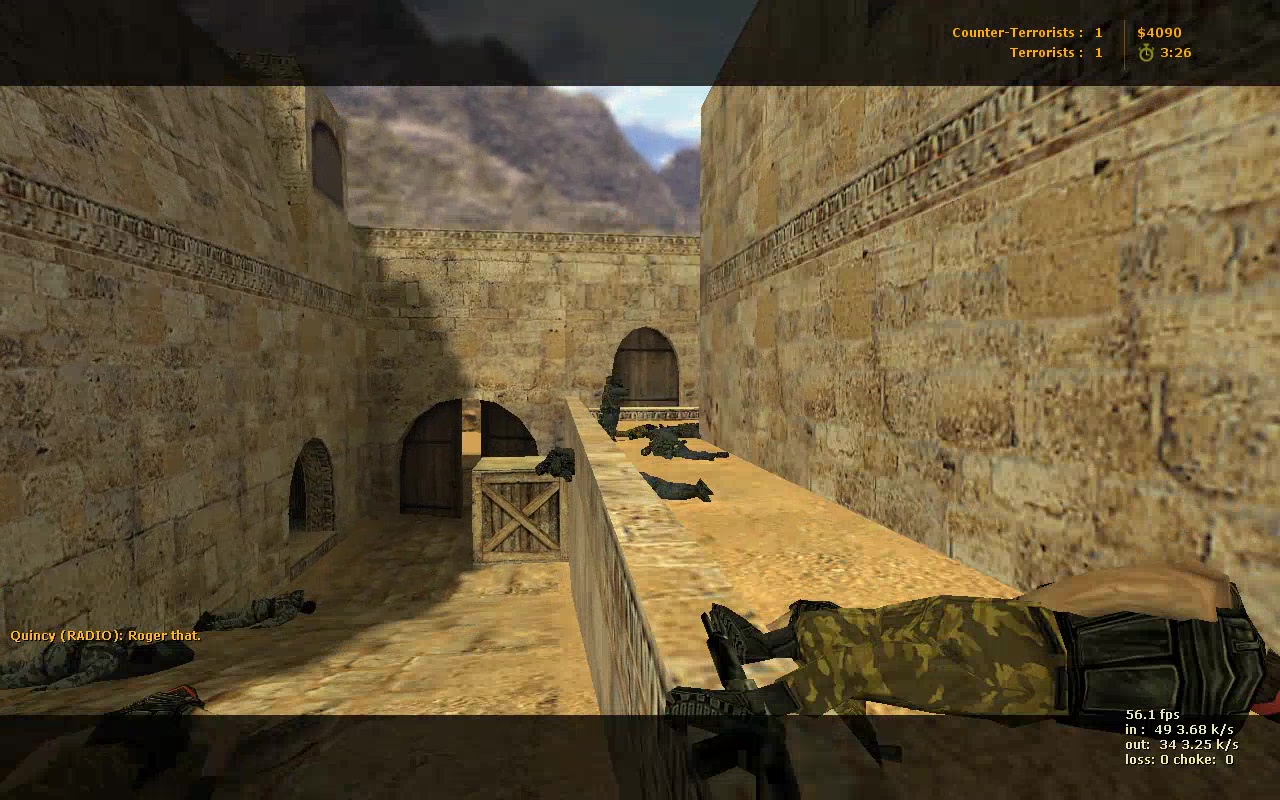 Counter-Terrorists : 1 $4090
Terrorists : 1 3:26
Quincy (RADIO): Roger that.
56.1 fps
in : 49 3.68 k/s
out: 34 3.25 k/s
loss: 0 choke: 0